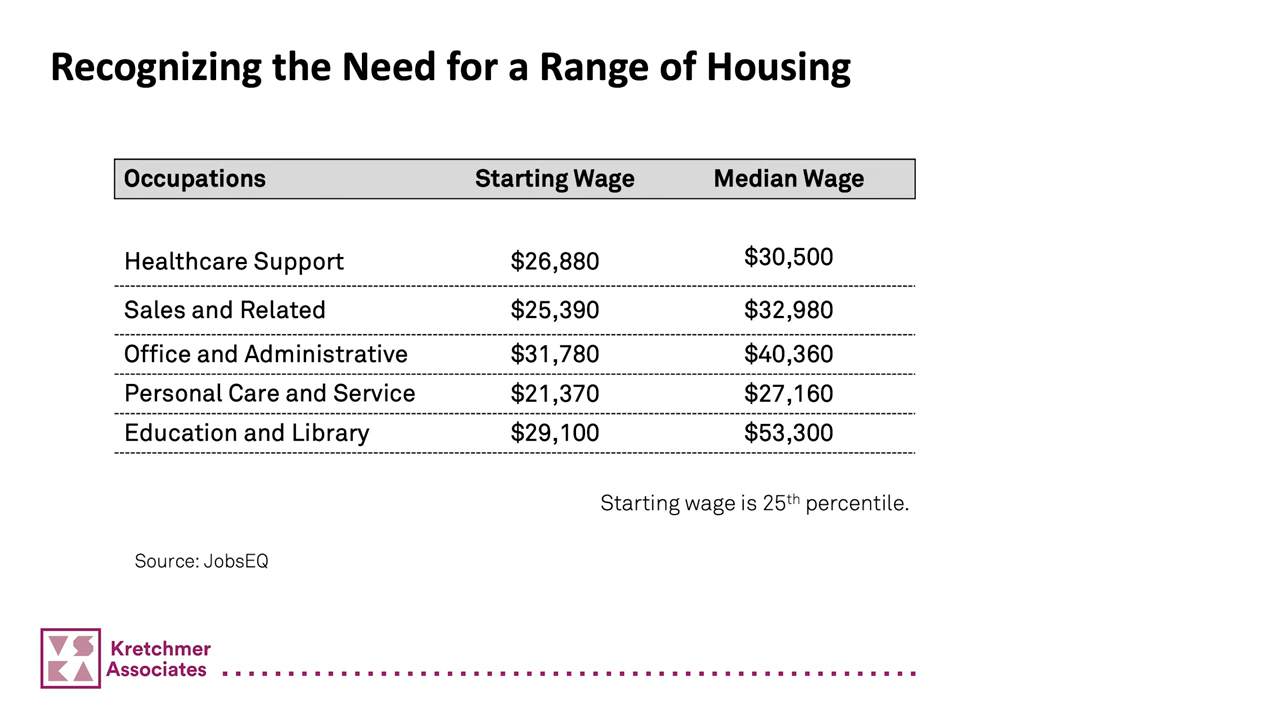 Recognizing the Need for a Range of Housing
Occupations Starting Wage Median Wage
Healthcare Support $26,880 $30,500
Sales and Related $25,390 $32,980
Office and Administrative $31,780 $40,360
Personal Care and Service $21,370 $27,160
Education and Library $29,100 $53,300
Starting wage is 25th percentile.
Source: JobsEQ
VS
KA
Kretchmer
Associates